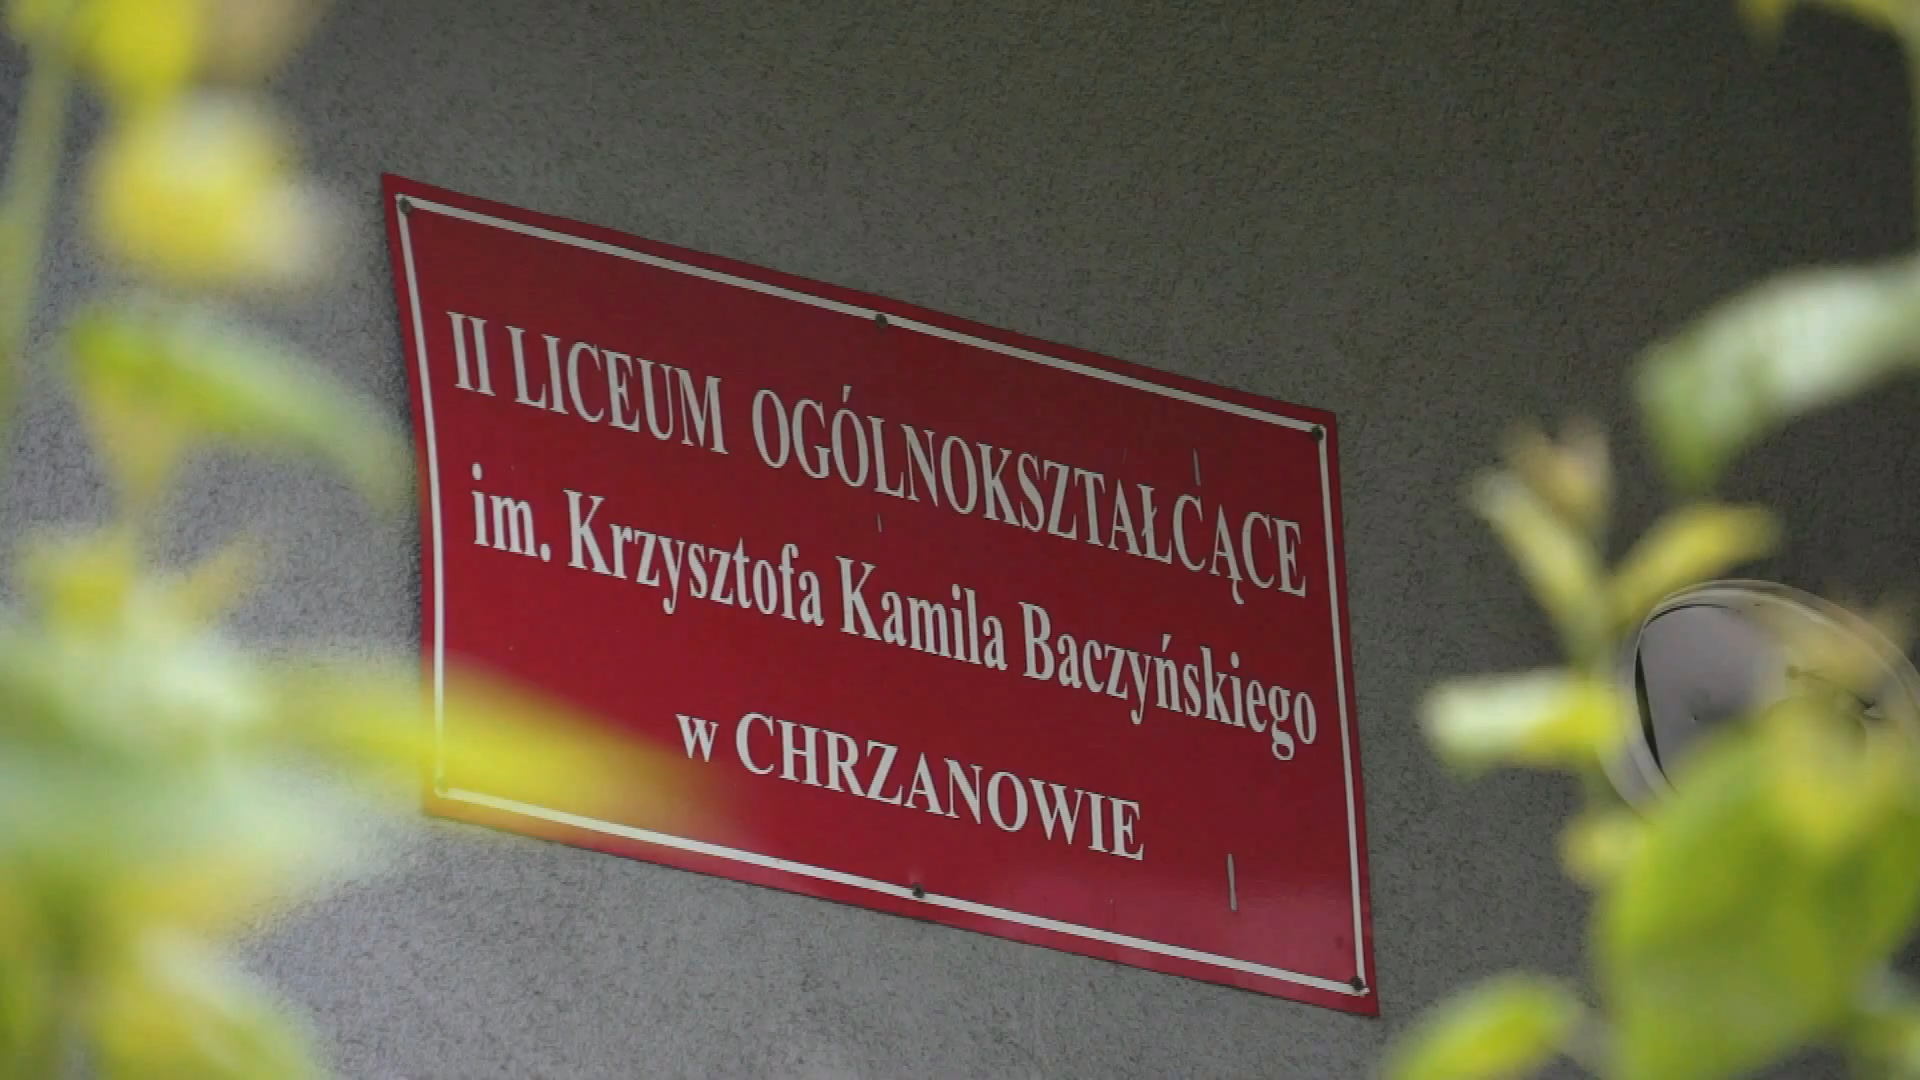 II LICEUM OGÓLNOKSZTAŁCĄCE
im. Krzysztofa Kamila Baczyńskiego
w CHRZANOWIE